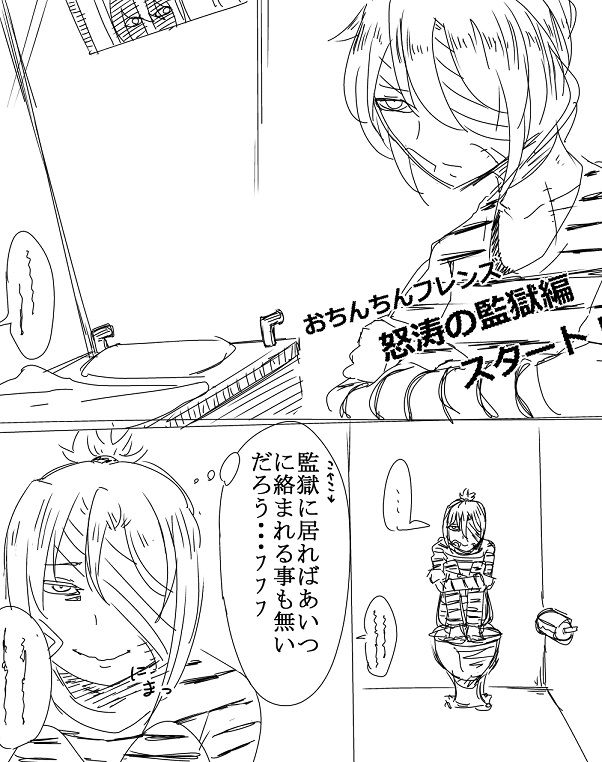 おちんちんフレンズ
怒涛の監獄編
スタート！
監獄に居ればあいつ
に絡まれる事も無い
だろう・・・フフフ
にまっ
・・・